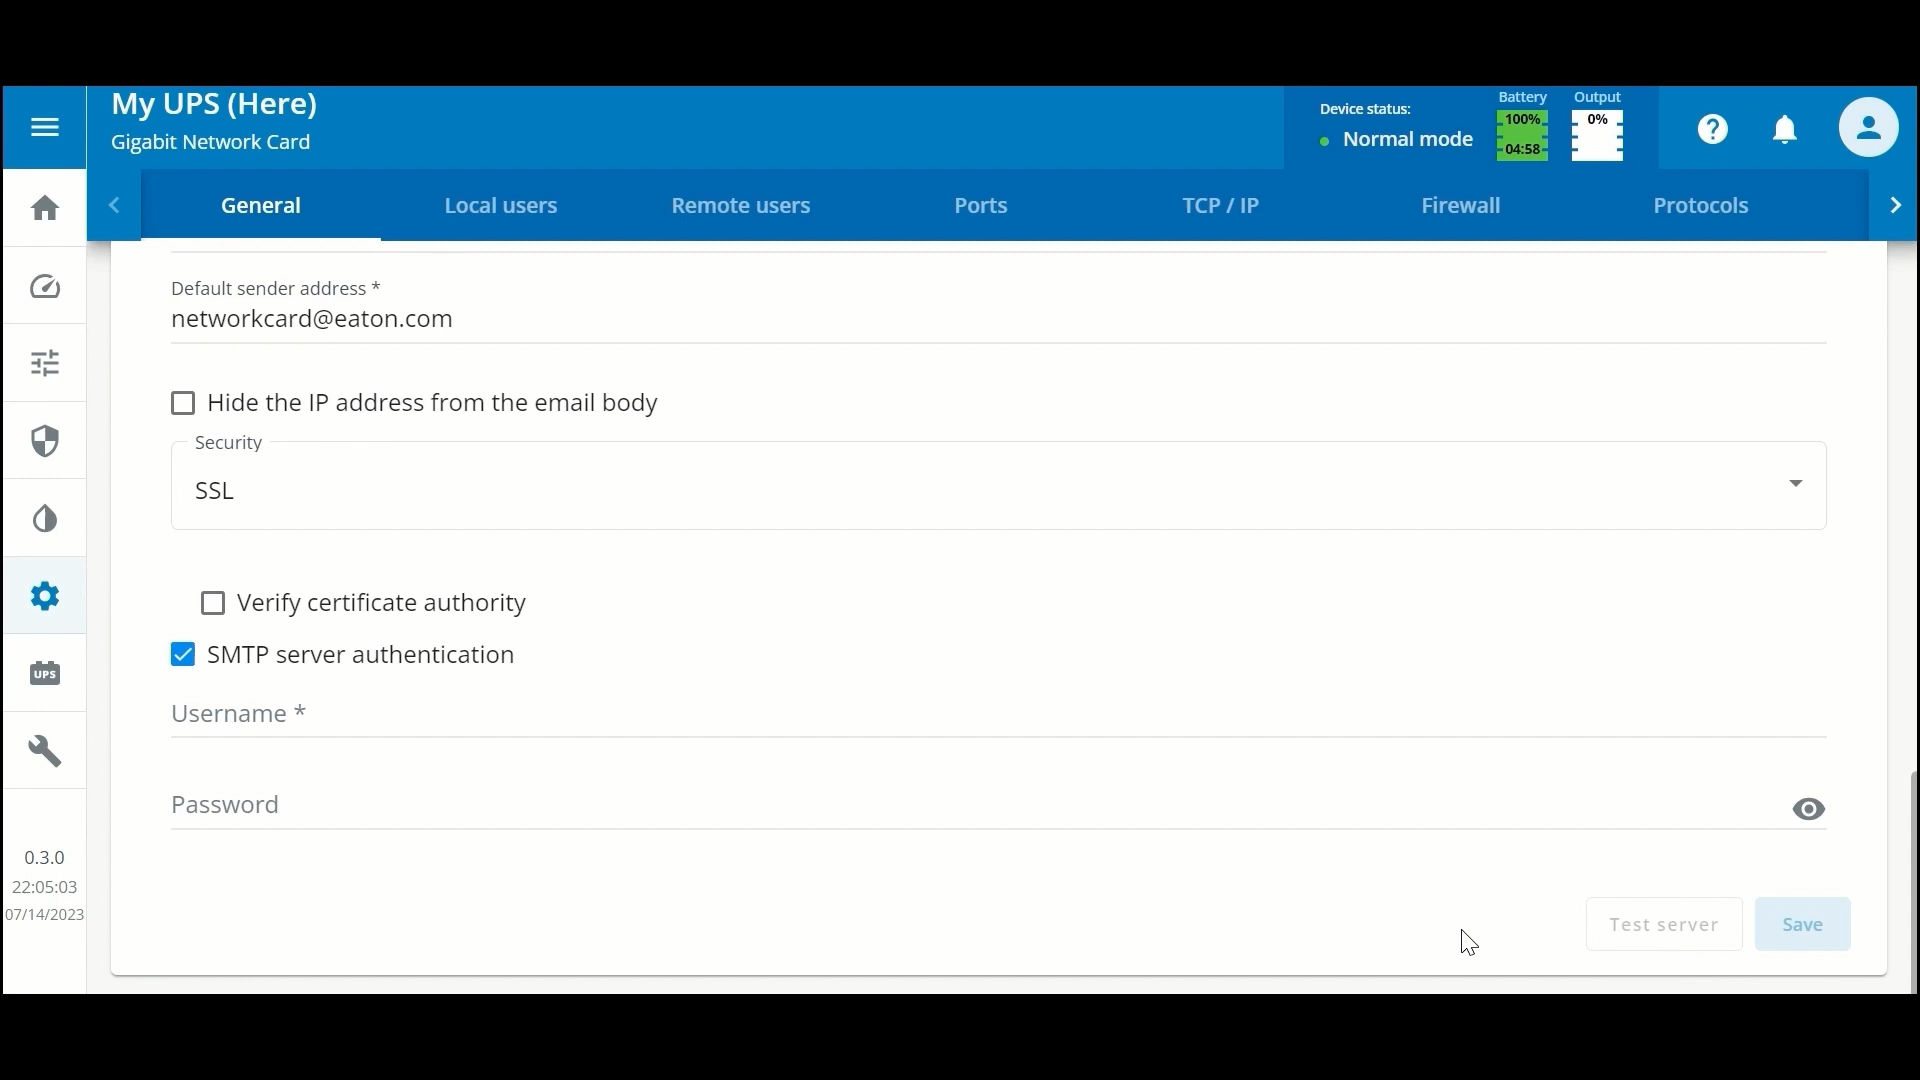 My UPS (Here)
Gigabit Network Card
Device status:
Normal mode
Battery
100%
04:58
Output
0%
General
Local users
Remote users
Ports
TCP / IP
Firewall
Protocols
Default sender address *
networkcard@eaton.com
Hide the IP address from the email body
Security
SSL
Verify certificate authority
SMTP server authentication
Username *
Password
UPS
0.3.0
22:05:03
07/14/2023
Test server
Save